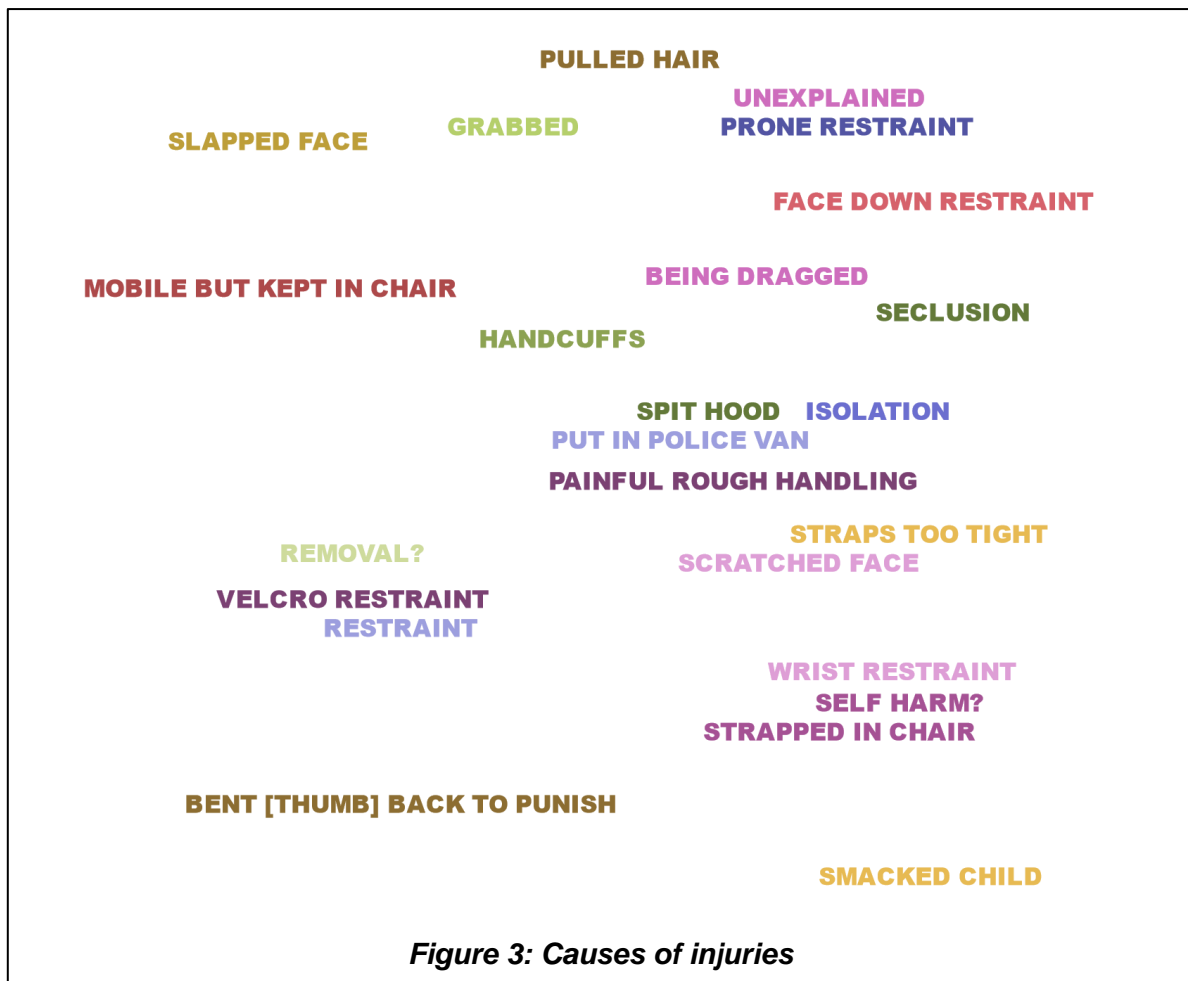 PULLED HAIR
UNEXPLAINED
GRABBED
PRONE RESTRAINT
SLAPPED FACE
FACE DOWN RESTRAINT
BEING DRAGGED
MOBILE BUT KEPT IN CHAIR
SECLUSION
HANDCUFFS
SPIT HOOD
ISOLATION
PUT IN POLICE VAN
PAINFUL ROUGH HANDLING
STRAPS TOO TIGHT
REMOVAL?
SCRATCHED FACE
VELCRO RESTRAINT
RESTRAINT
WRIST RESTRAINT
SELF HARM?
STRAPPED IN CHAIR
BENT [THUMB] BACK TO PUNISH
SMACKED CHILD
Figure 3: Causes of injuries